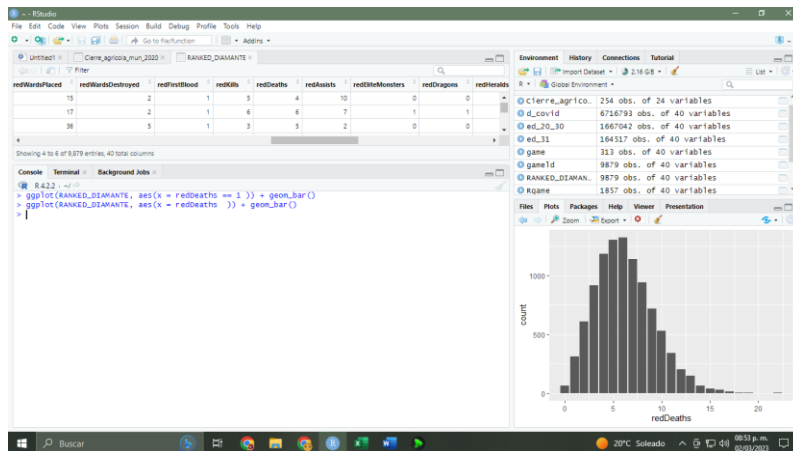 ~ - RStudio
File Edit Code View Plots Session Build Debug Profile Tools Help
Go to file/function Addins
Untitled1 × Cierre_agricola_mun_2020 × RANKED_DIAMANTE ×
Filter
redWardsPlaced redWardsDestroyed redFirstBlood redKills redDeaths redAssists redEliteMonsters redDragons redHeralds
15 2 1 5 4 10 0 0
17 2 1 6 6 7 1 1
36 5 1 3 5 2 0 0
Showing 4 to 6 of 9,879 entries, 40 total columns
Console Terminal × Background Jobs ×
R 4.2.2 · ~/
> ggplot(RANKED_DIAMANTE, aes(x = redDeaths == 1 )) + geom_bar()
> ggplot(RANKED_DIAMANTE, aes(x = redDeaths  )) + geom_bar()
>
Environment History Connections Tutorial
Import Dataset 2.16 GiB List
R Global Environment
Cierre_agrico… 254 obs. of 24 variables
d_covid 6716793 obs. of 40 variables
ed_20_30 1667042 obs. of 40 variables
ed_31 164517 obs. of 40 variables
game 313 obs. of 40 variables
gameld 9879 obs. of 40 variables
RANKED_DIAMAN… 9879 obs. of 40 variables
Rgame 1857 obs. of 40 variables
Files Plots Packages Help Viewer Presentation
Zoom Export
count
1000
500
0
0 5 10 15 20
redDeaths
Buscar
20°C Soleado
08:53 p. m.
02/03/2023